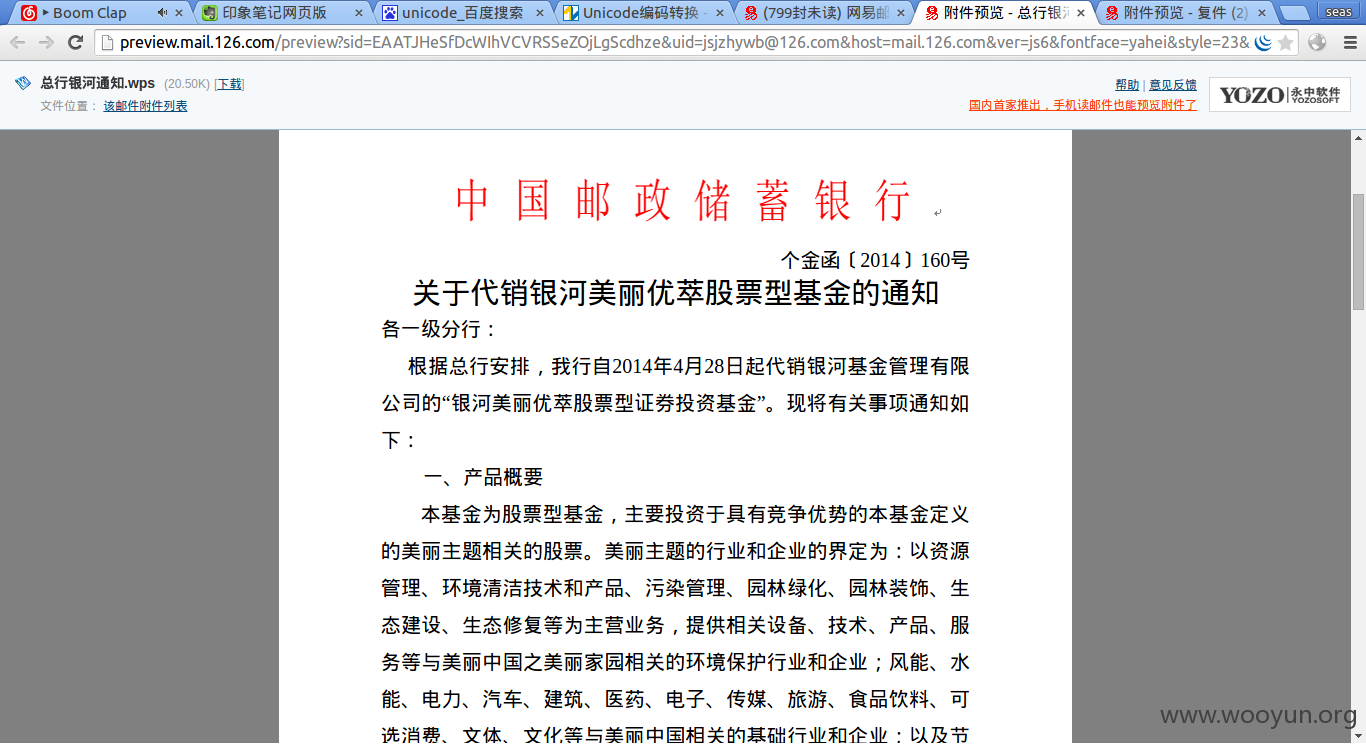 Boom Clap
印象笔记网页版
unicode_百度搜索
Unicode编码转换 -
(799封未读) 网易邮
附件预览 - 总行银河
附件预览 - 复件 (2)
seas
preview.mail.126.com/preview?sid=EAATJHeSfDcWIhVCVRSSeZOjLgScdhze&uid=jsjzhywb@126.com&host=mail.126.com&ver=js6&fontface=yahei&style=23&
总行银河通知.wps (20.50K) [下载]
文件位置： 该邮件附件列表
帮助 | 意见反馈
国内首家推出，手机读邮件也能预览附件了
YOZO 永中软件 YOZOSOFT
中国邮政储蓄银行
个金函〔2014〕160号
关于代销银河美丽优萃股票型基金的通知
各一级分行：
根据总行安排，我行自2014年4月28日起代销银河基金管理有限
公司的“银河美丽优萃股票型证券投资基金”。现将有关事项通知如
下：
一、产品概要
本基金为股票型基金，主要投资于具有竞争优势的本基金定义
的美丽主题相关的股票。美丽主题的行业和企业的界定为：以资源
管理、环境清洁技术和产品、污染管理、园林绿化、园林装饰、生
态建设、生态修复等为主营业务，提供相关设备、技术、产品、服
务等与美丽中国之美丽家园相关的环境保护行业和企业；风能、水
能、电力、汽车、建筑、医药、电子、传媒、旅游、食品饮料、可
选消费、文体、文化等与美丽中国相关的基础行业和企业；以及节
www.wooyun.org